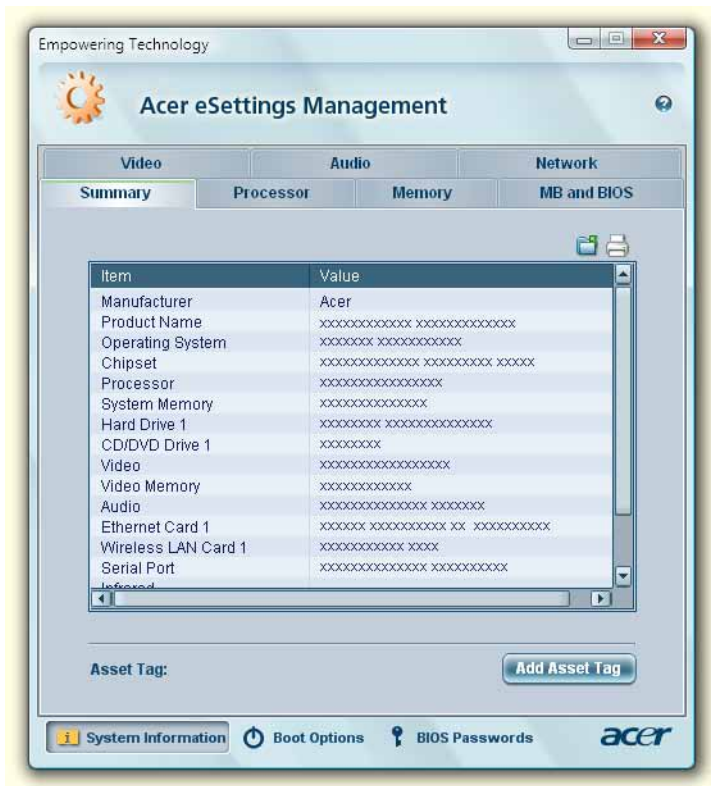 Empowering Technology
Acer eSettings Management
Video Audio Network
Summary Processor Memory MB and BIOS
Item Value
Manufacturer Acer
Product Name xxxxxxxxxxxx xxxxxxxxxxxxx
Operating System xxxxxxx xxxxxxxxxxx
Chipset xxxxxxxxxxxxx xxxxxxxxx xxxxx
Processor xxxxxxxxxxxxxxxx
System Memory xxxxxxxxxxxxxx
Hard Drive 1 xxxxxxxx xxxxxxxxxxxxxx
CD/DVD Drive 1 xxxxxxxx
Video xxxxxxxxxxxxxxxxx
Video Memory xxxxxxxxxxxx
Audio xxxxxxxxxxxxxx xxxxxxx
Ethernet Card 1 xxxxxx xxxxxxxxxx xx xxxxxxxxxx
Wireless LAN Card 1 xxxxxxxxxxx xxxx
Serial Port xxxxxxxxxxxxxx xxxxxxxxxx
Infrared
Asset Tag: Add Asset Tag
System Information Boot Options BIOS Passwords acer